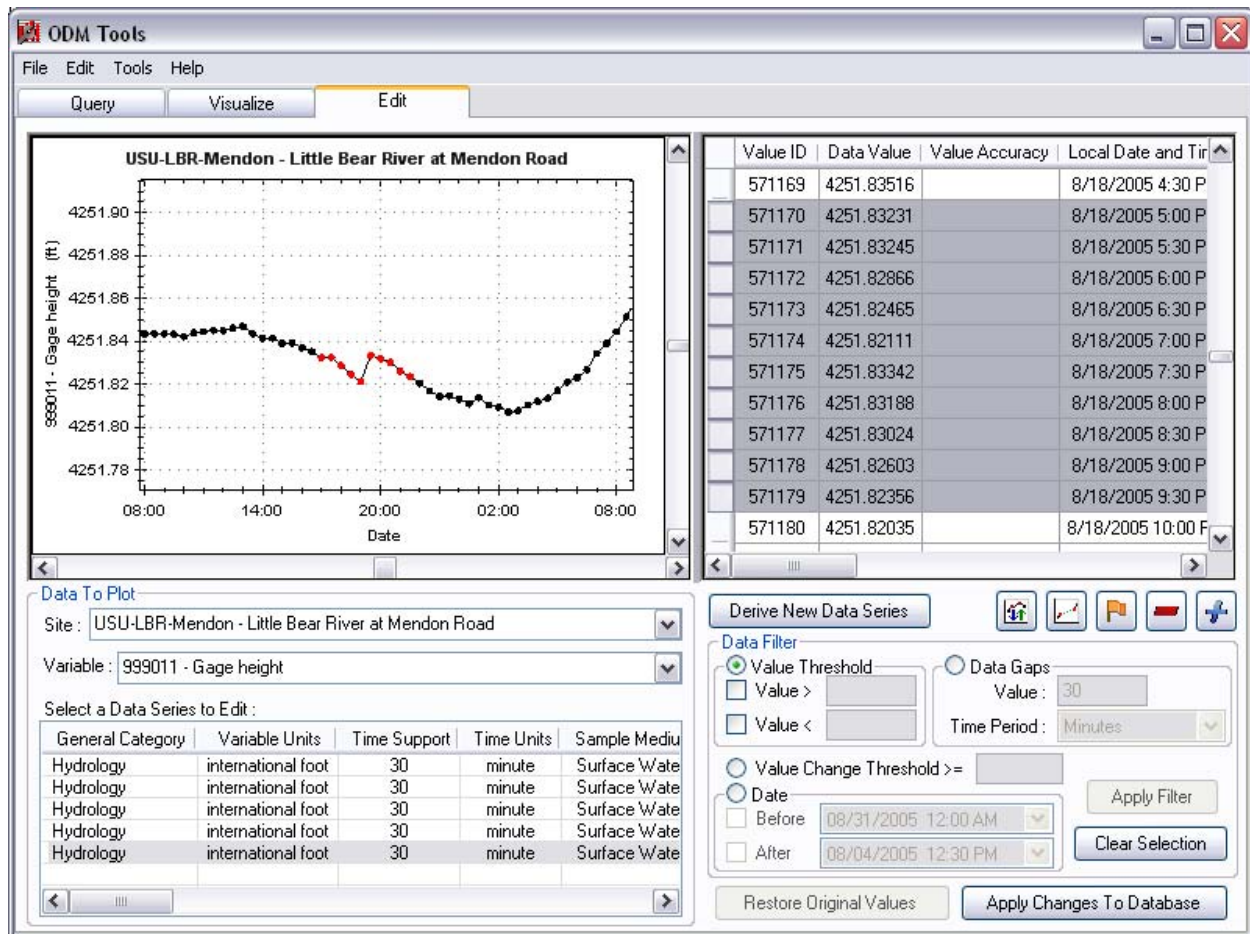 ODM Tools
File Edit Tools Help
Query Visualize Edit
USU-LBR-Mendon - Little Bear River at Mendon Road
999011 - Gage height (ft)
4251.90
4251.88
4251.86
4251.84
4251.82
4251.80
4251.78
08:00 14:00 20:00 02:00 08:00
Date
Value ID Data Value Value Accuracy Local Date and Tir
571169 4251.83516 8/18/2005 4:30 P
571170 4251.83231 8/18/2005 5:00 P
571171 4251.83245 8/18/2005 5:30 P
571172 4251.82866 8/18/2005 6:00 P
571173 4251.82465 8/18/2005 6:30 P
571174 4251.82111 8/18/2005 7:00 P
571175 4251.83342 8/18/2005 7:30 P
571176 4251.83188 8/18/2005 8:00 P
571177 4251.83024 8/18/2005 8:30 P
571178 4251.82603 8/18/2005 9:00 P
571179 4251.82356 8/18/2005 9:30 P
571180 4251.82035 8/18/2005 10:00 F
Data To Plot
Site : USU-LBR-Mendon - Little Bear River at Mendon Road
Variable : 999011 - Gage height
Select a Data Series to Edit :
General Category Variable Units Time Support Time Units Sample Mediu
Hydrology international foot 30 minute Surface Wate
Hydrology international foot 30 minute Surface Wate
Hydrology international foot 30 minute Surface Wate
Hydrology international foot 30 minute Surface Wate
Hydrology international foot 30 minute Surface Wate
Derive New Data Series
Data Filter
Value Threshold
Value >
Value <
Data Gaps
Value : 30
Time Period : Minutes
Value Change Threshold >=
Date
Before 08/31/2005 12:00 AM
After 08/04/2005 12:30 PM
Apply Filter
Clear Selection
Restore Original Values
Apply Changes To Database